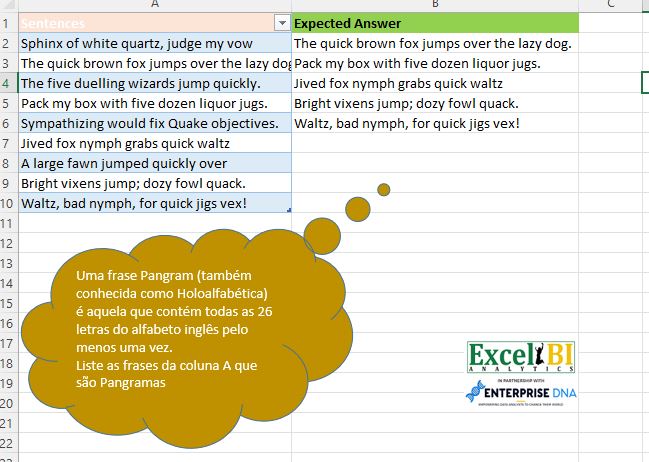 A B C
1 Sentences Expected Answer
2 Sphinx of white quartz, judge my vow The quick brown fox jumps over the lazy dog.
3 The quick brown fox jumps over the lazy dog Pack my box with five dozen liquor jugs.
4 The five duelling wizards jump quickly. Jived fox nymph grabs quick waltz
5 Pack my box with five dozen liquor jugs. Bright vixens jump; dozy fowl quack.
6 Sympathizing would fix Quake objectives. Waltz, bad nymph, for quick jigs vex!
7 Jived fox nymph grabs quick waltz
8 A large fawn jumped quickly over
9 Bright vixens jump; dozy fowl quack.
10 Waltz, bad nymph, for quick jigs vex!
11
12
13
14
15
16
17
18
19
20
21
22
Uma frase Pangram (também
conhecida como Holoalfabética)
é aquela que contém todas as 26
letras do alfabeto inglês pelo
menos uma vez.
Liste as frases da coluna A que
são Pangramas
Excel BI
ANALYTICS
IN PARTNERSHIP WITH
ENTERPRISE DNA
EMPOWERING DATA ANALYSTS TO CHANGE THEIR WORLD